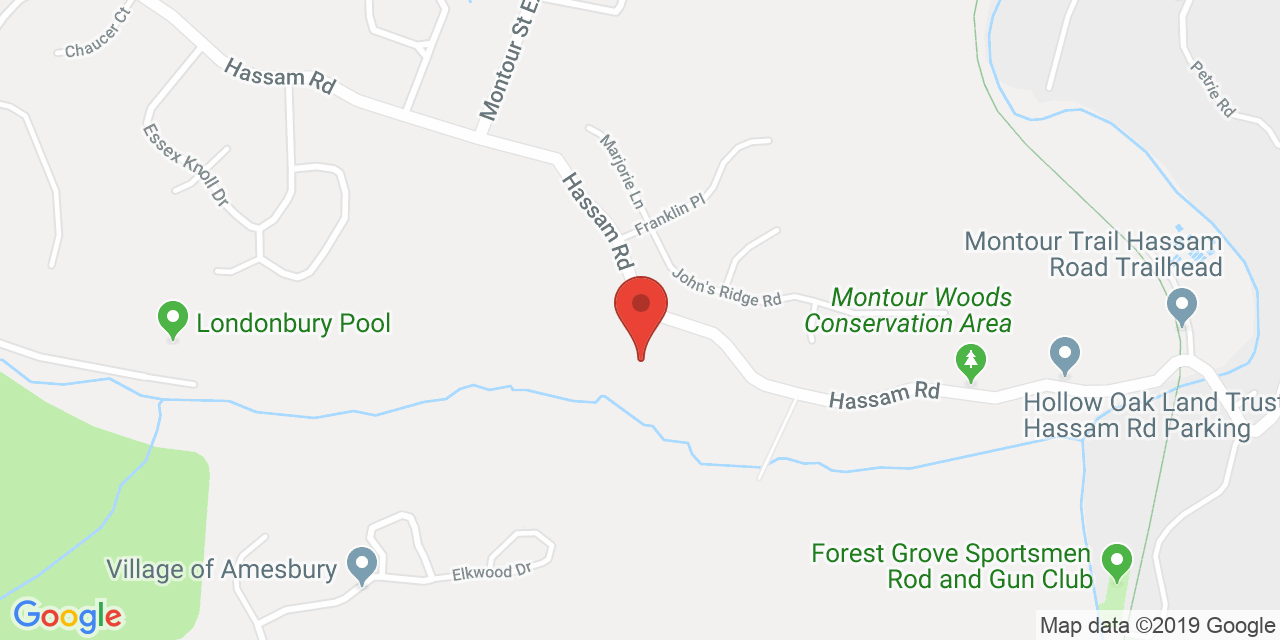 Chaucer Ct
Hassam Rd
Montour St E
Petrie Rd
Essex Knoll Dr
Marjorie Ln
Franklin Pl
Hassam Rd
Montour Trail Hassam
Road Trailhead
John's Ridge Rd
Montour Woods
Conservation Area
Londonbury Pool
Hassam Rd
Hollow Oak Land Trust
Hassam Rd Parking
Forest Grove Sportsmen
Rod and Gun Club
Village of Amesbury
Elkwood Dr
Google
Map data ©2019 Google